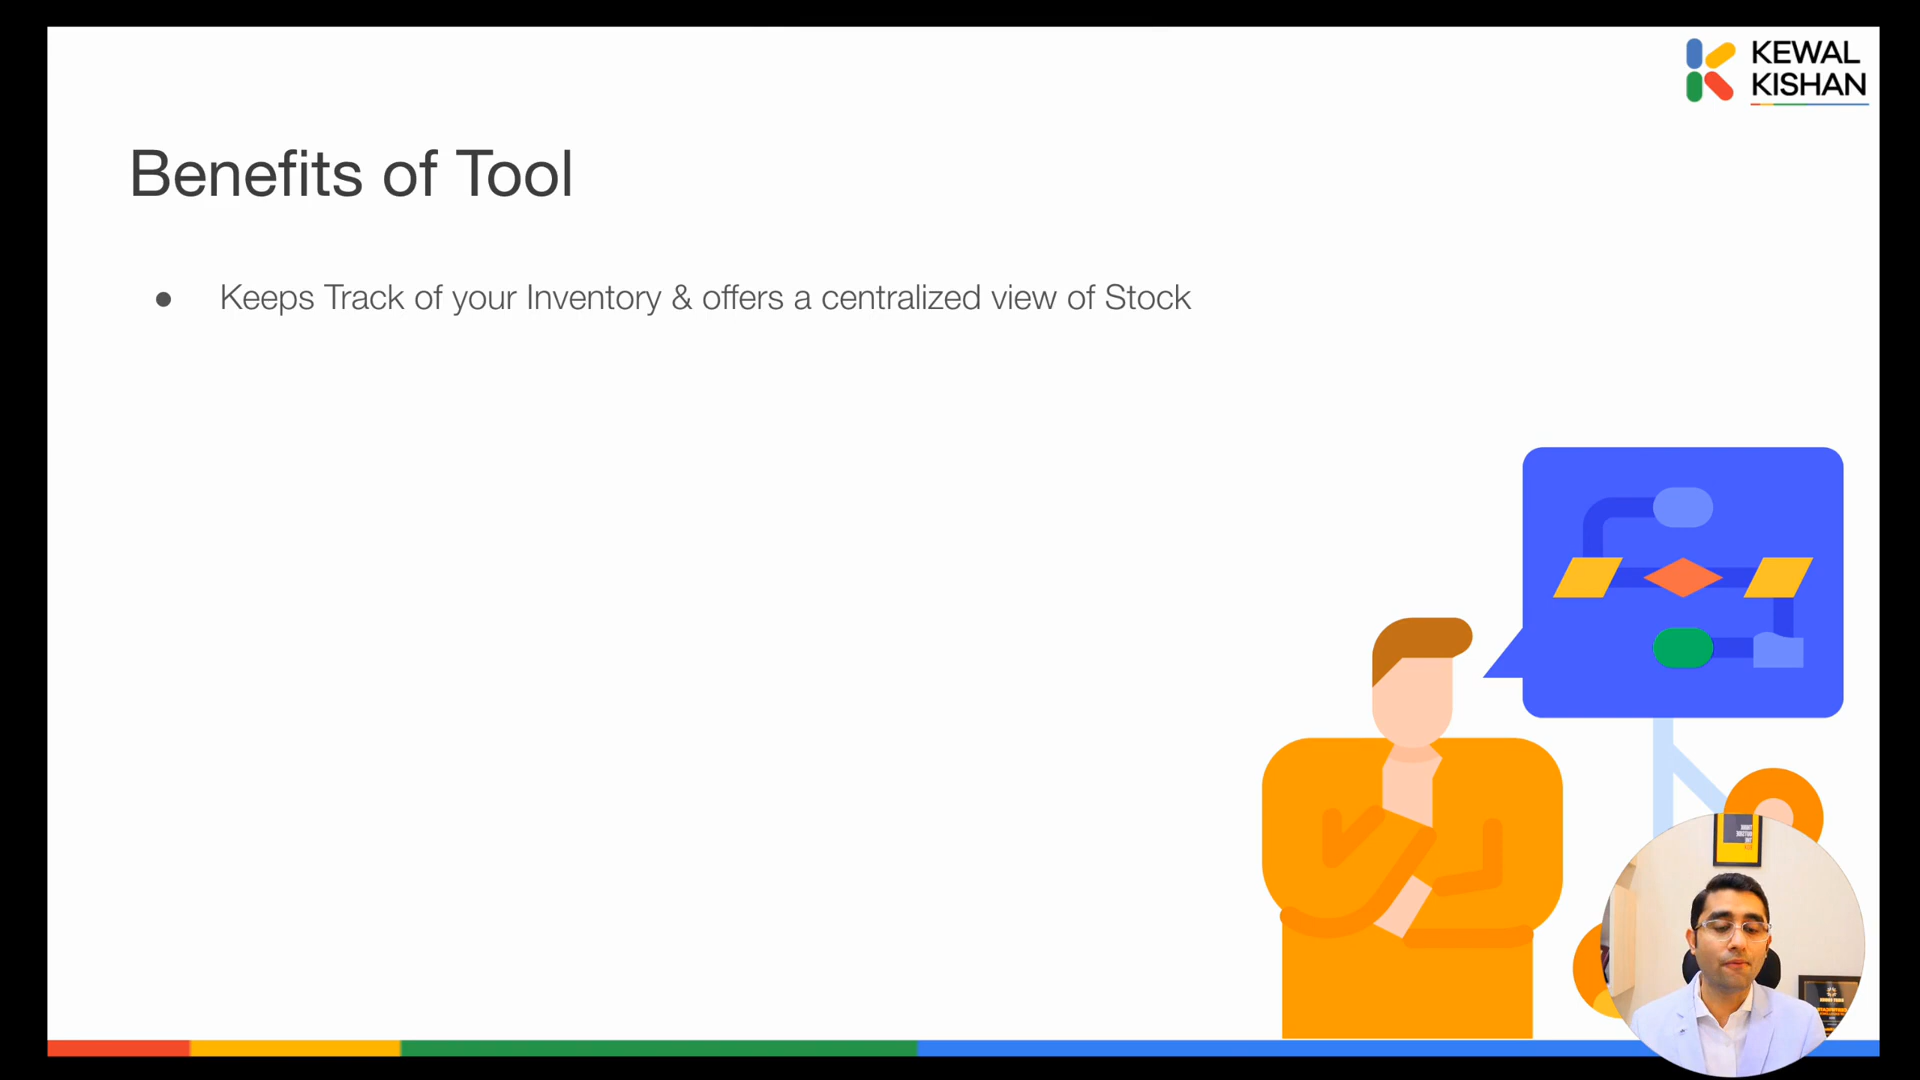 KEWAL
KISHAN
Benefits of Tool
● Keeps Track of your Inventory & offers a centralized view of Stock